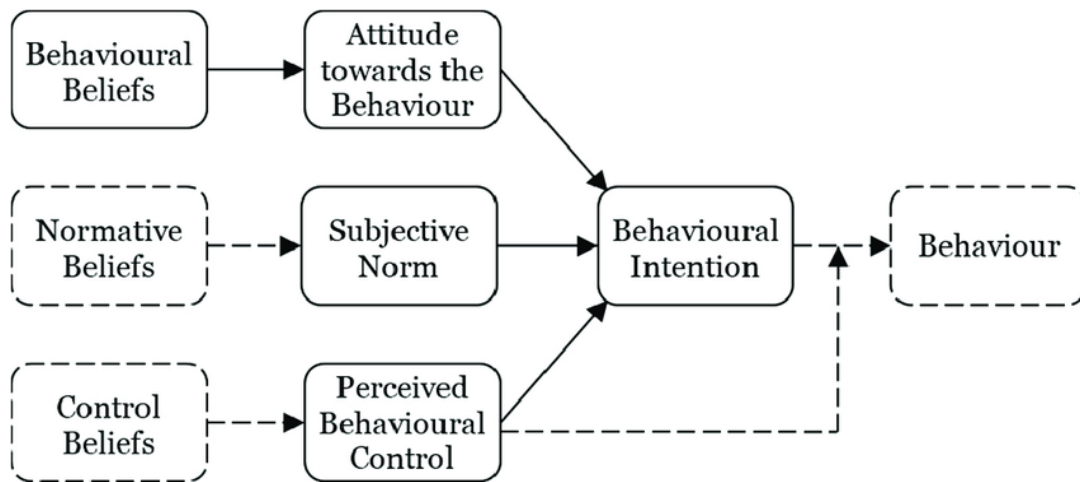 Behavioural
Beliefs
Attitude
towards the
Behaviour
Normative
Beliefs
Subjective
Norm
Behavioural
Intention
Behaviour
Control
Beliefs
Perceived
Behavioural
Control